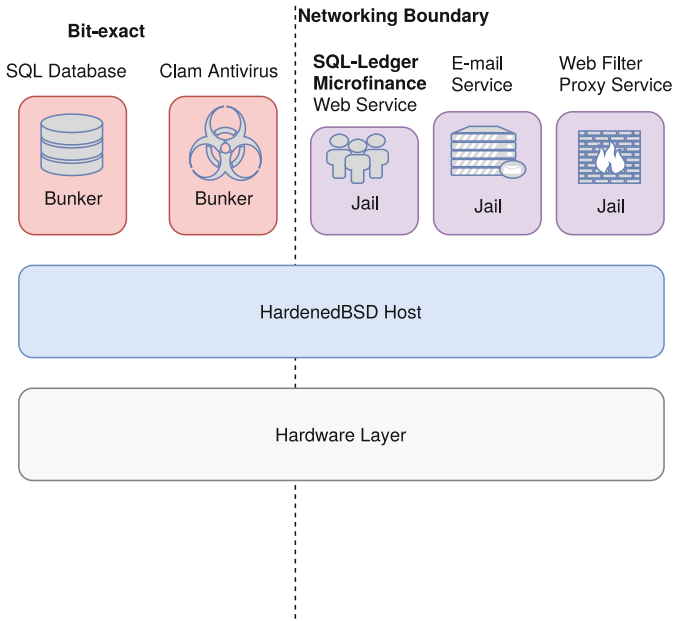 Networking Boundary
Bit-exact
SQL Database
Clam Antivirus
SQL-Ledger
Microfinance
Web Service
E-mail
Service
Web Filter
Proxy Service
Bunker
Bunker
Jail
Jail
Jail
HardenedBSD Host
Hardware Layer